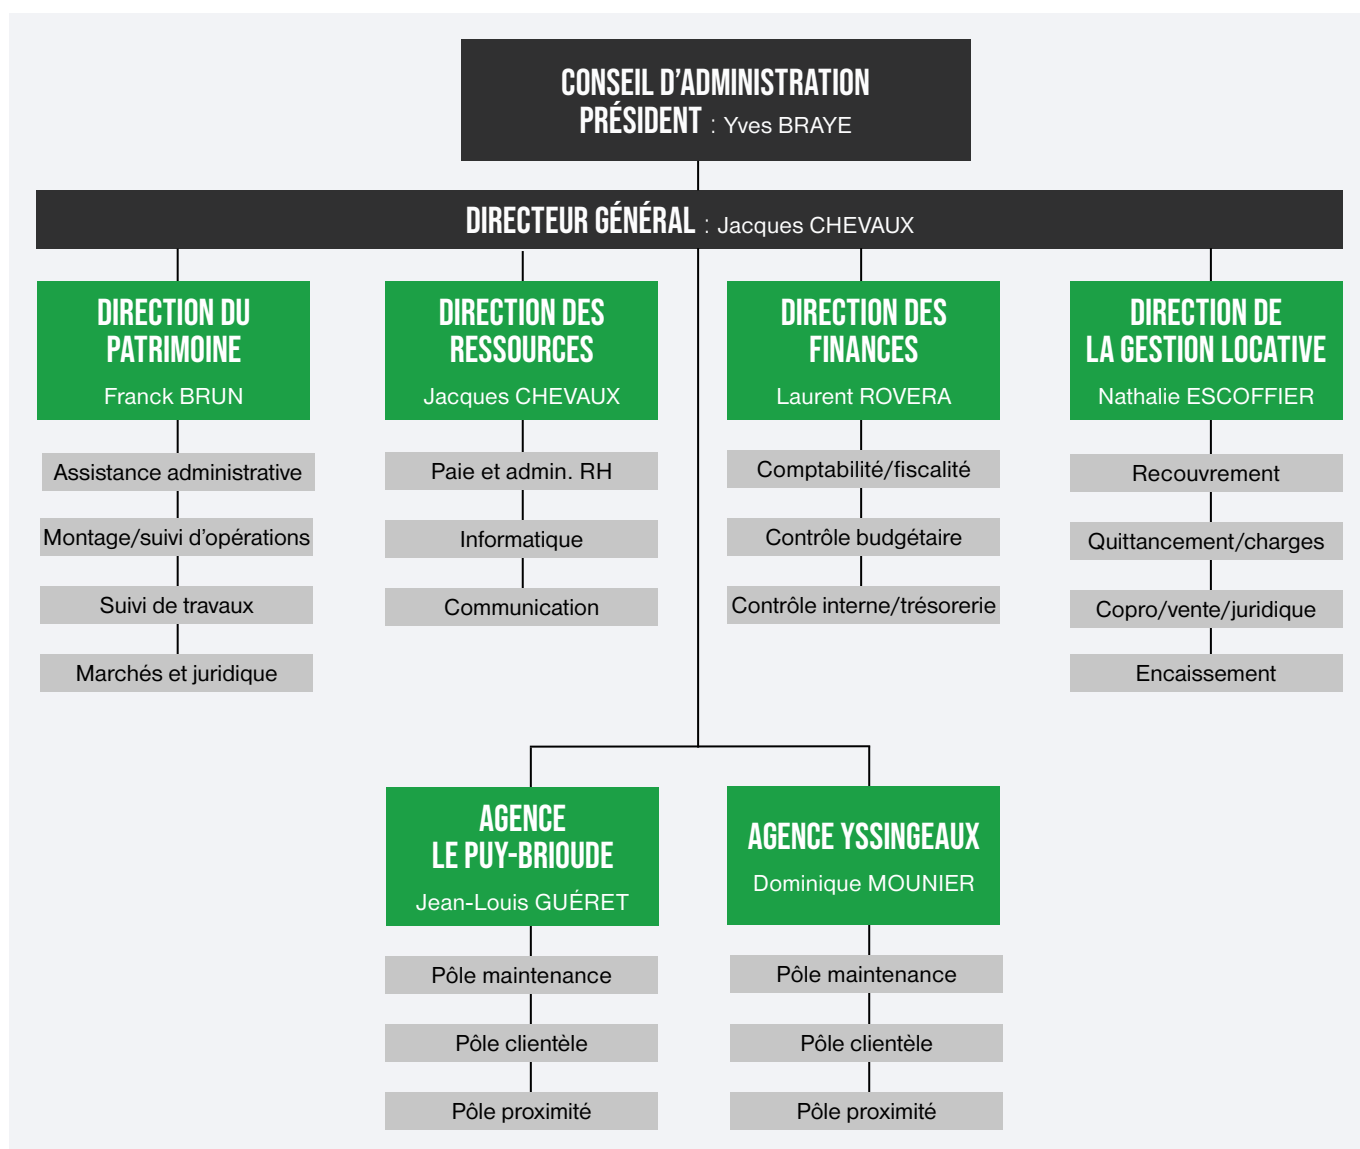 CONSEIL D’ADMINISTRATION
PRÉSIDENT : Yves BRAYE
DIRECTEUR GÉNÉRAL : Jacques CHEVAUX
DIRECTION DU
PATRIMOINE
Franck BRUN
Assistance administrative
Montage/suivi d’opérations
Suivi de travaux
Marchés et juridique
DIRECTION DES
RESSOURCES
Jacques CHEVAUX
Paie et admin. RH
Informatique
Communication
DIRECTION DES
FINANCES
Laurent ROVERA
Comptabilité/fiscalité
Contrôle budgétaire
Contrôle interne/trésorerie
DIRECTION DE
LA GESTION LOCATIVE
Nathalie ESCOFFIER
Recouvrement
Quittancement/charges
Copro/vente/juridique
Encaissement
AGENCE
LE PUY-BRIOUDE
Jean-Louis GUÉRET
Pôle maintenance
Pôle clientèle
Pôle proximité
AGENCE YSSINGEAUX
Dominique MOUNIER
Pôle maintenance
Pôle clientèle
Pôle proximité